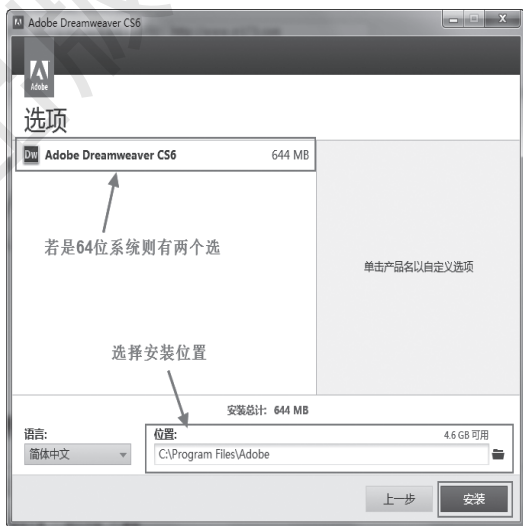 Adobe Dreamweaver CS6
Adobe
选项
Dw Adobe Dreamweaver CS6 644 MB
若是64位系统则有两个选
单击产品名以自定义选项
选择安装位置
安装总计: 644 MB
语言:
简体中文
位置: 4.6 GB 可用
C:\Program Files\Adobe
上一步 安装